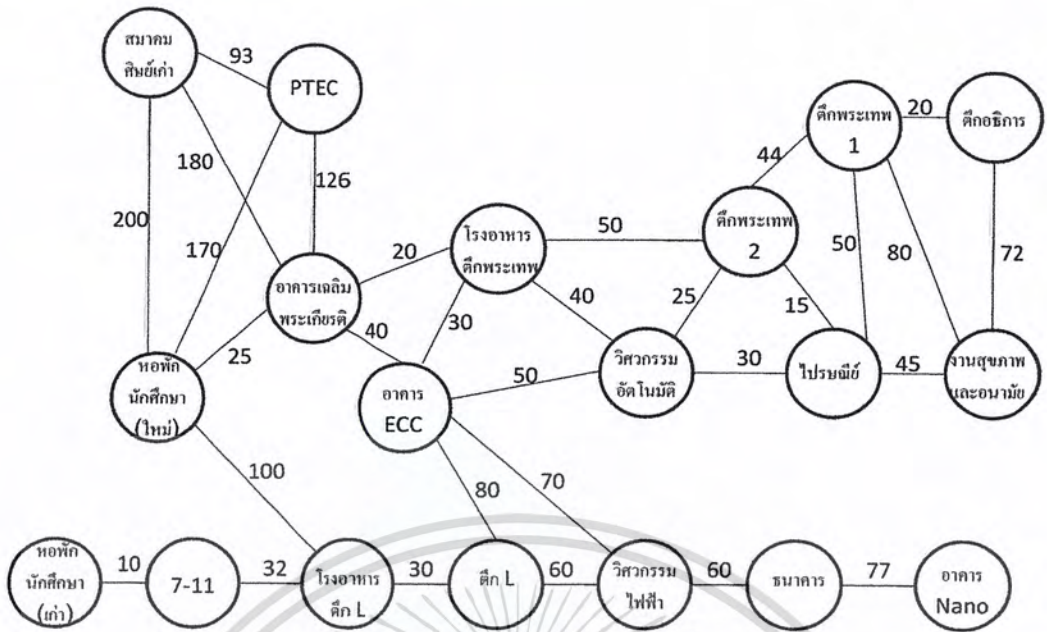 สมาคม
ศิษย์เก่า
93
PTEC
ตึกพระเทพ
1
20
ตึกอธิการ
44
180
126
200
170
โรงอาหาร
ตึกพระเทพ
50
ตึกพระเทพ
2
50
80
72
20
อาคารเฉลิม
พระเกียรติ
40
30
40
25
15
25
หอพัก
นักศึกษา
(ใหม่)
อาคาร
ECC
50
วิศวกรรม
อัตโนมัติ
30
ไปรษณีย์
45
งานสุขภาพ
และอนามัย
100
80
70
หอพัก
นักศึกษา
(เก่า)
10
7-11
32
โรงอาหาร
ตึก L
30
ตึก L
60
วิศวกรรม
ไฟฟ้า
60
ธนาคาร
77
อาคาร
Nano